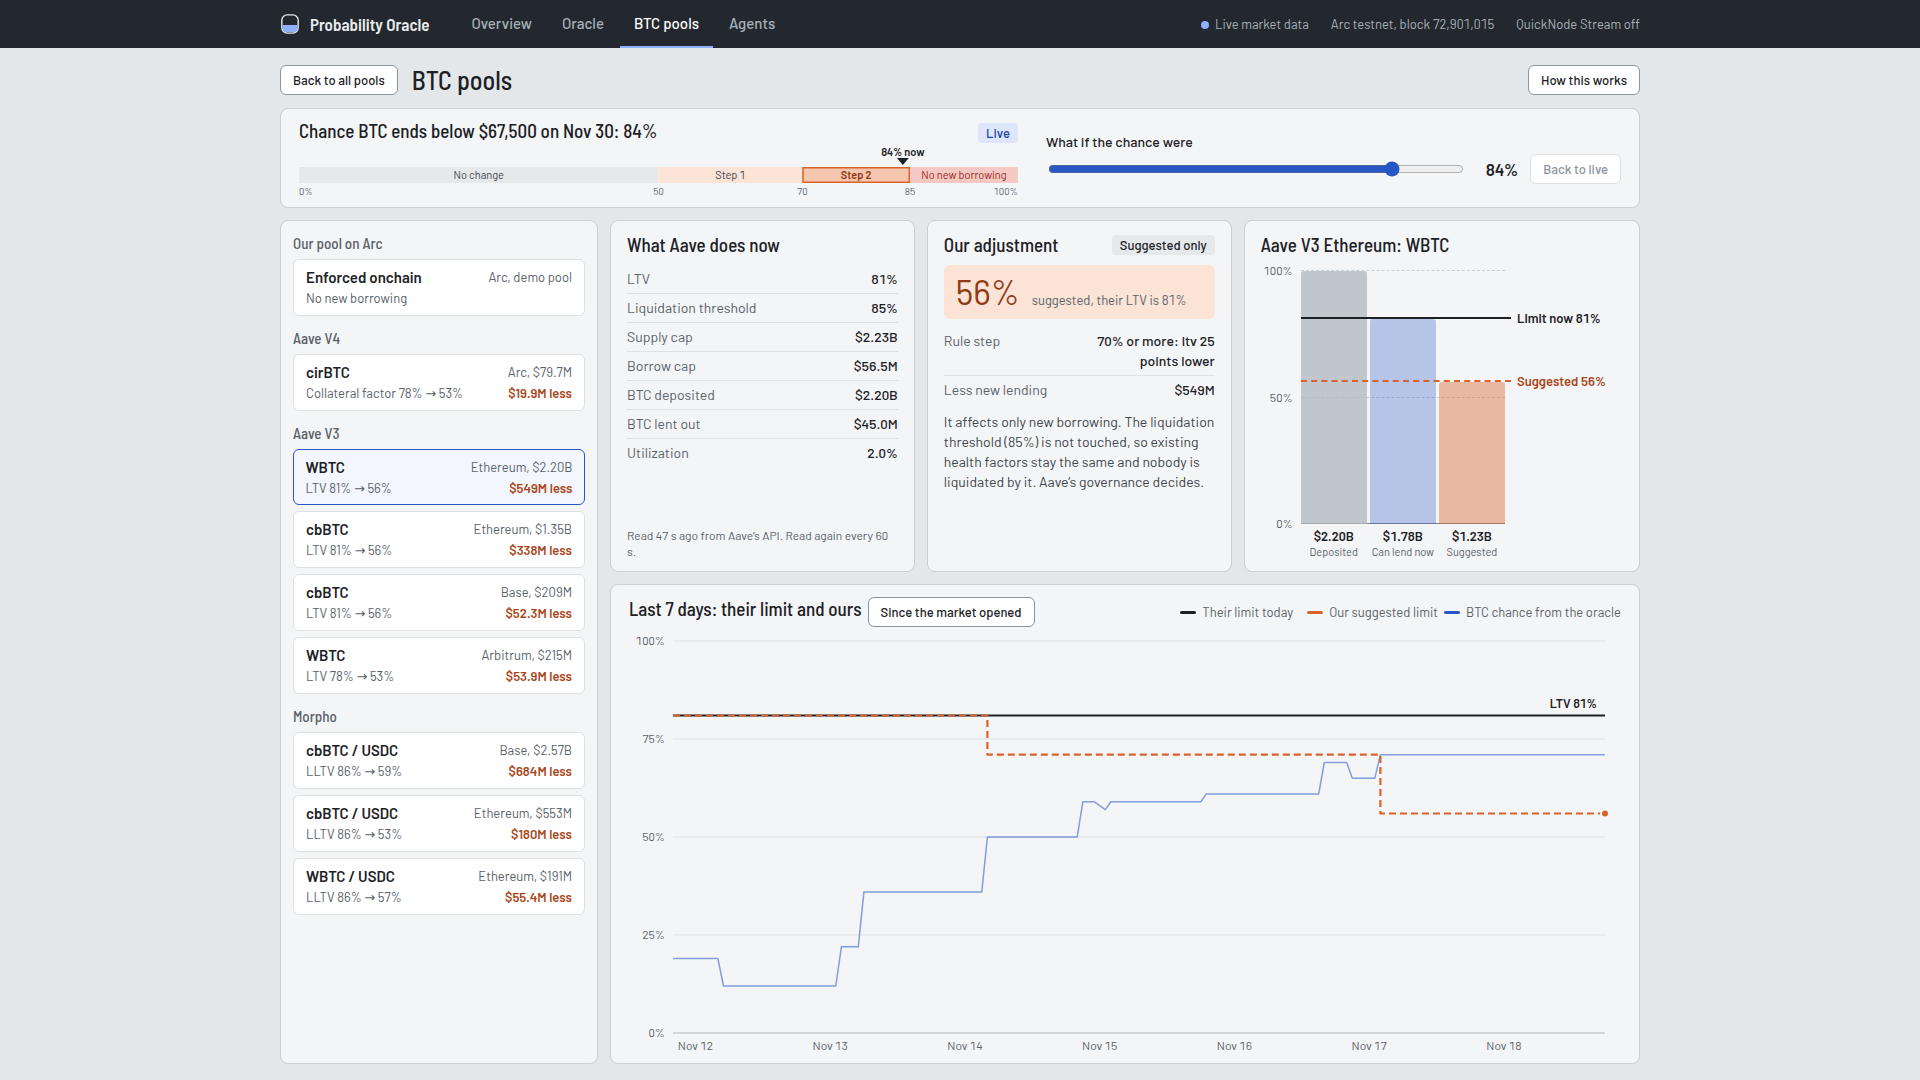 Probability Oracle
Overview
Oracle
BTC pools
Agents
Live market data
Arc testnet, block 72,901,015
QuickNode Stream off
Back to all pools
BTC pools
How this works
Chance BTC ends below $67,500 on Nov 30: 84%
Live
84% now
No change
Step 1
Step 2
No new borrowing
0%
50
70
85
100%
What if the chance were
84%
Back to live
Our pool on Arc
Enforced onchain
Arc, demo pool
No new borrowing
Aave V4
cirBTC
Arc, $79.7M
Collateral factor 78% → 53%
$19.9M less
Aave V3
WBTC
Ethereum, $2.20B
LTV 81% → 56%
$549M less
cbBTC
Ethereum, $1.35B
LTV 81% → 56%
$338M less
cbBTC
Base, $209M
LTV 81% → 56%
$52.3M less
WBTC
Arbitrum, $215M
LTV 78% → 53%
$53.9M less
Morpho
cbBTC / USDC
Base, $2.57B
LLTV 86% → 59%
$684M less
cbBTC / USDC
Ethereum, $553M
LLTV 86% → 53%
$180M less
WBTC / USDC
Ethereum, $191M
LLTV 86% → 57%
$55.4M less
What Aave does now
LTV
81%
Liquidation threshold
85%
Supply cap
$2.23B
Borrow cap
$56.5M
BTC deposited
$2.20B
BTC lent out
$45.0M
Utilization
2.0%
Read 47 s ago from Aave's API. Read again every 60
s.
Our adjustment
Suggested only
56%
suggested, their LTV is 81%
Rule step
70% or more: ltv 25
points lower
Less new lending
$549M
It affects only new borrowing. The liquidation
threshold (85%) is not touched, so existing
health factors stay the same and nobody is
liquidated by it. Aave's governance decides.
Aave V3 Ethereum: WBTC
100%
Limit now 81%
Suggested 56%
50%
0%
$2.20B
$1.78B
$1.23B
Deposited
Can lend now
Suggested
Last 7 days: their limit and ours
Since the market opened
Their limit today
Our suggested limit
BTC chance from the oracle
100%
LTV 81%
75%
50%
25%
0%
Nov 12
Nov 13
Nov 14
Nov 15
Nov 16
Nov 17
Nov 18